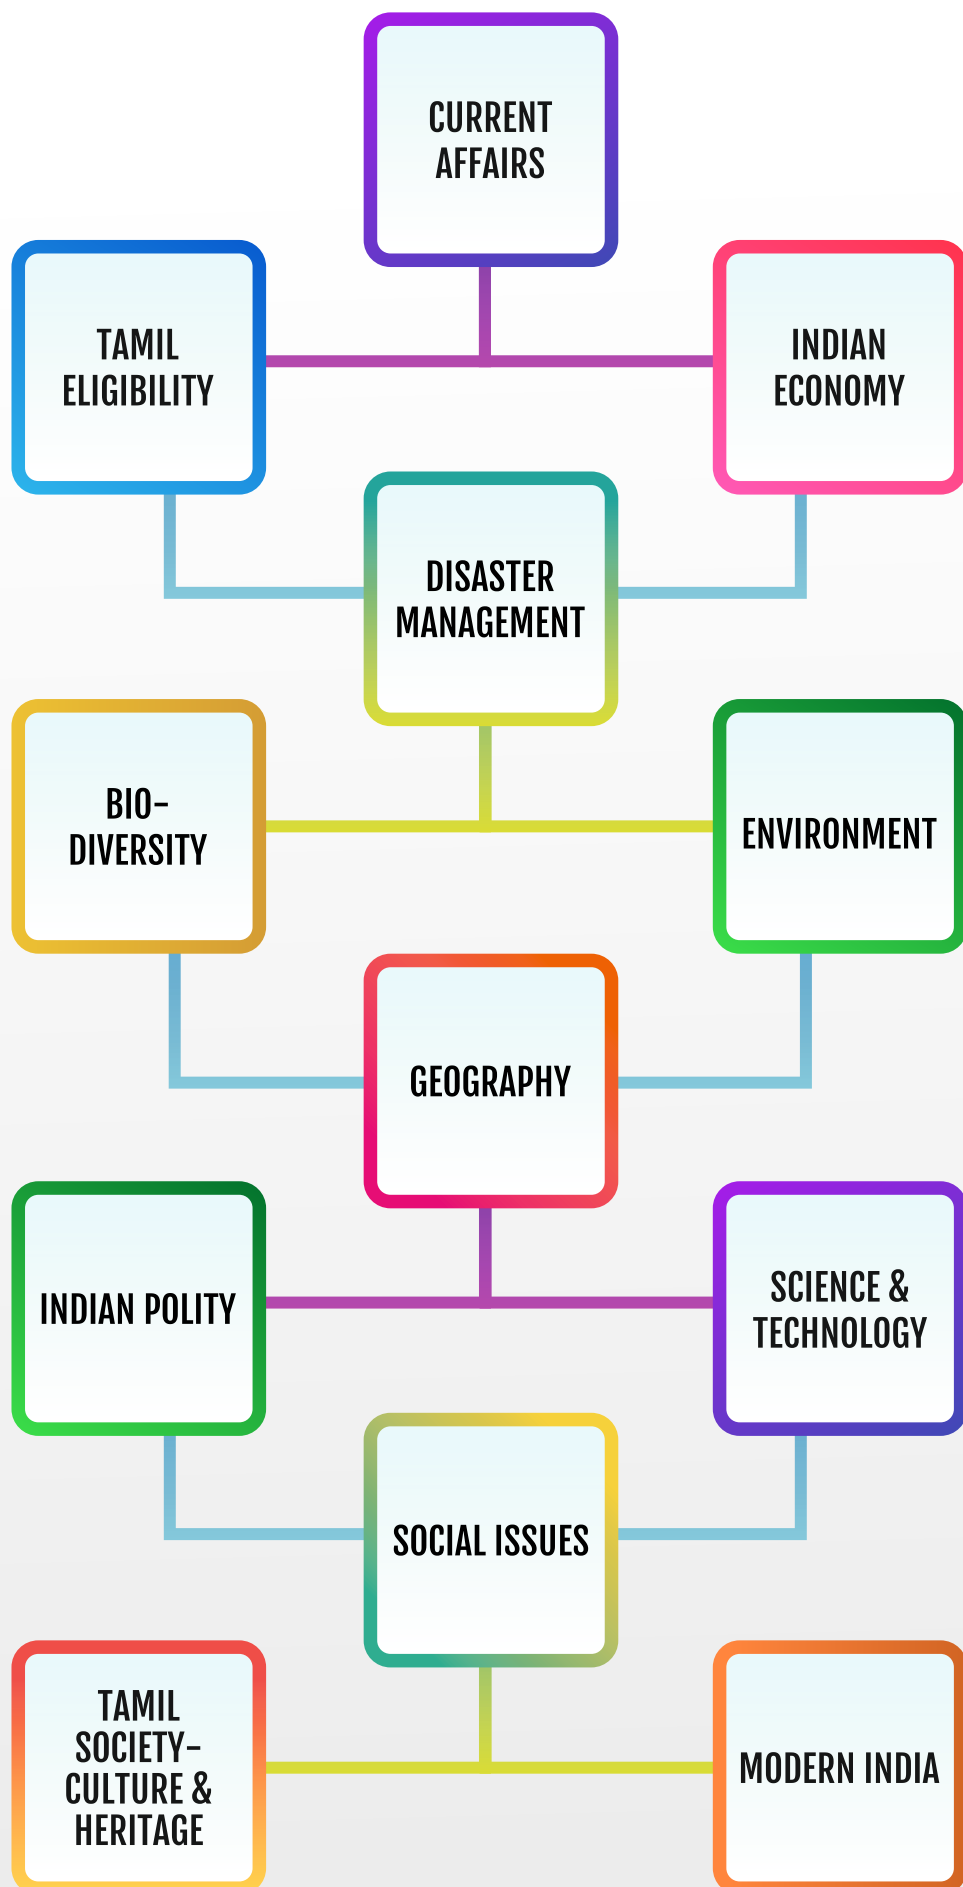 CURRENT
AFFAIRS
TAMIL
ELIGIBILITY
INDIAN
ECONOMY
DISASTER
MANAGEMENT
BIO-
DIVERSITY
ENVIRONMENT
GEOGRAPHY
INDIAN POLITY
SCIENCE &
TECHNOLOGY
SOCIAL ISSUES
TAMIL
SOCIETY-
CULTURE &
HERITAGE
MODERN INDIA